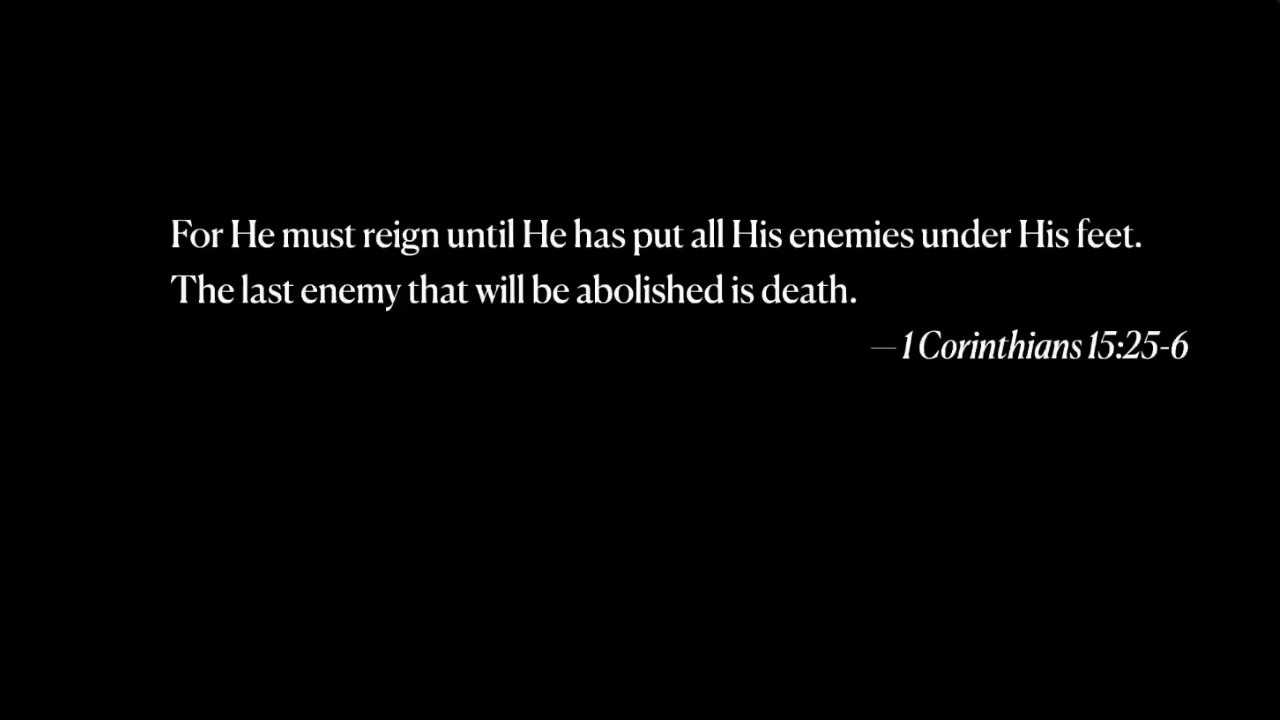 For He must reign until He has put all His enemies under His feet.
The last enemy that will be abolished is death.
—1 Corinthians 15:25-6